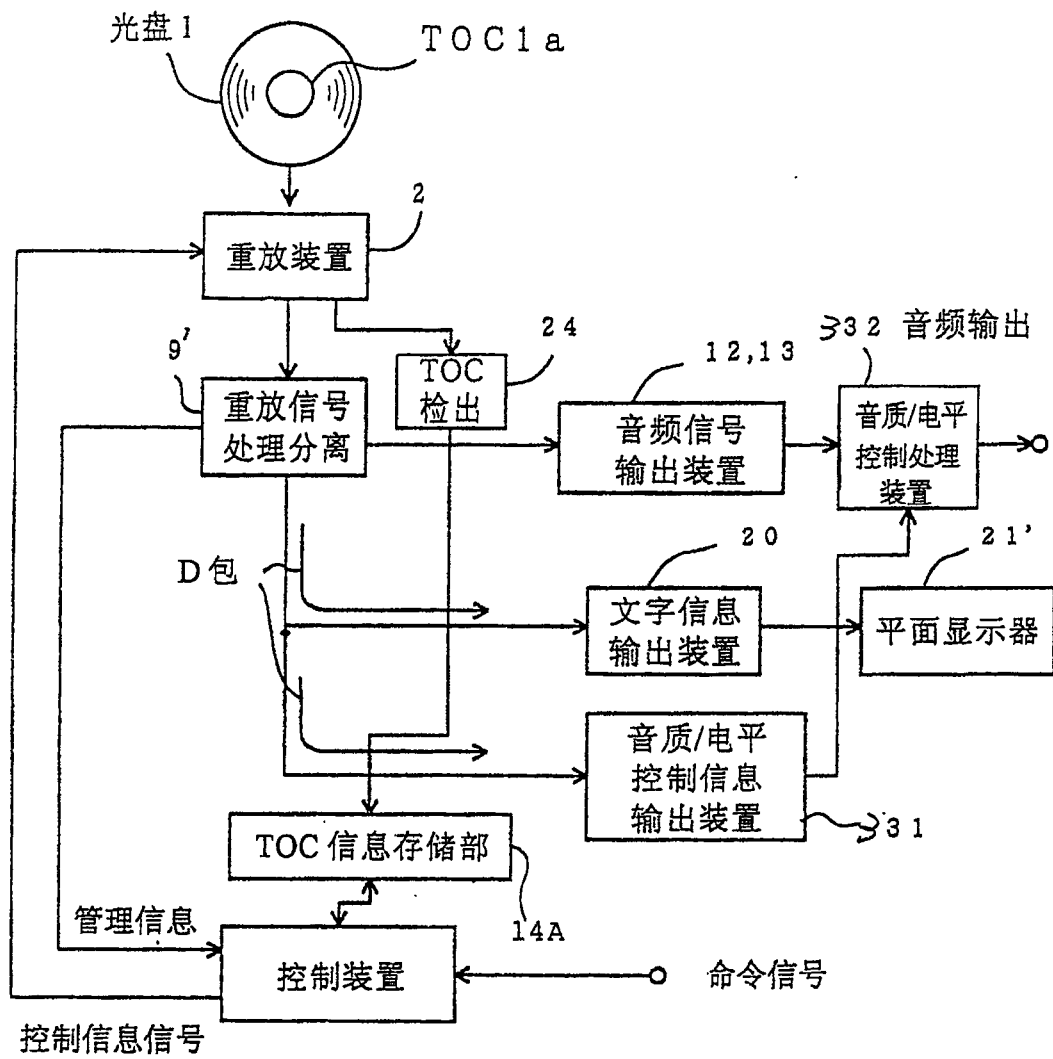 光盘1
TOC1a
2
重放装置
9'
24
TOC
检出
12,13
332 音频输出
重放信号
处理分离
音频信号
输出装置
音质/电平
控制处理
装置
D包
20
21'
文字信息
输出装置
平面显示器
音质/电平
控制信息
输出装置
331
TOC 信息存储部
14A
管理信息
控制装置
命令信号
控制信息信号